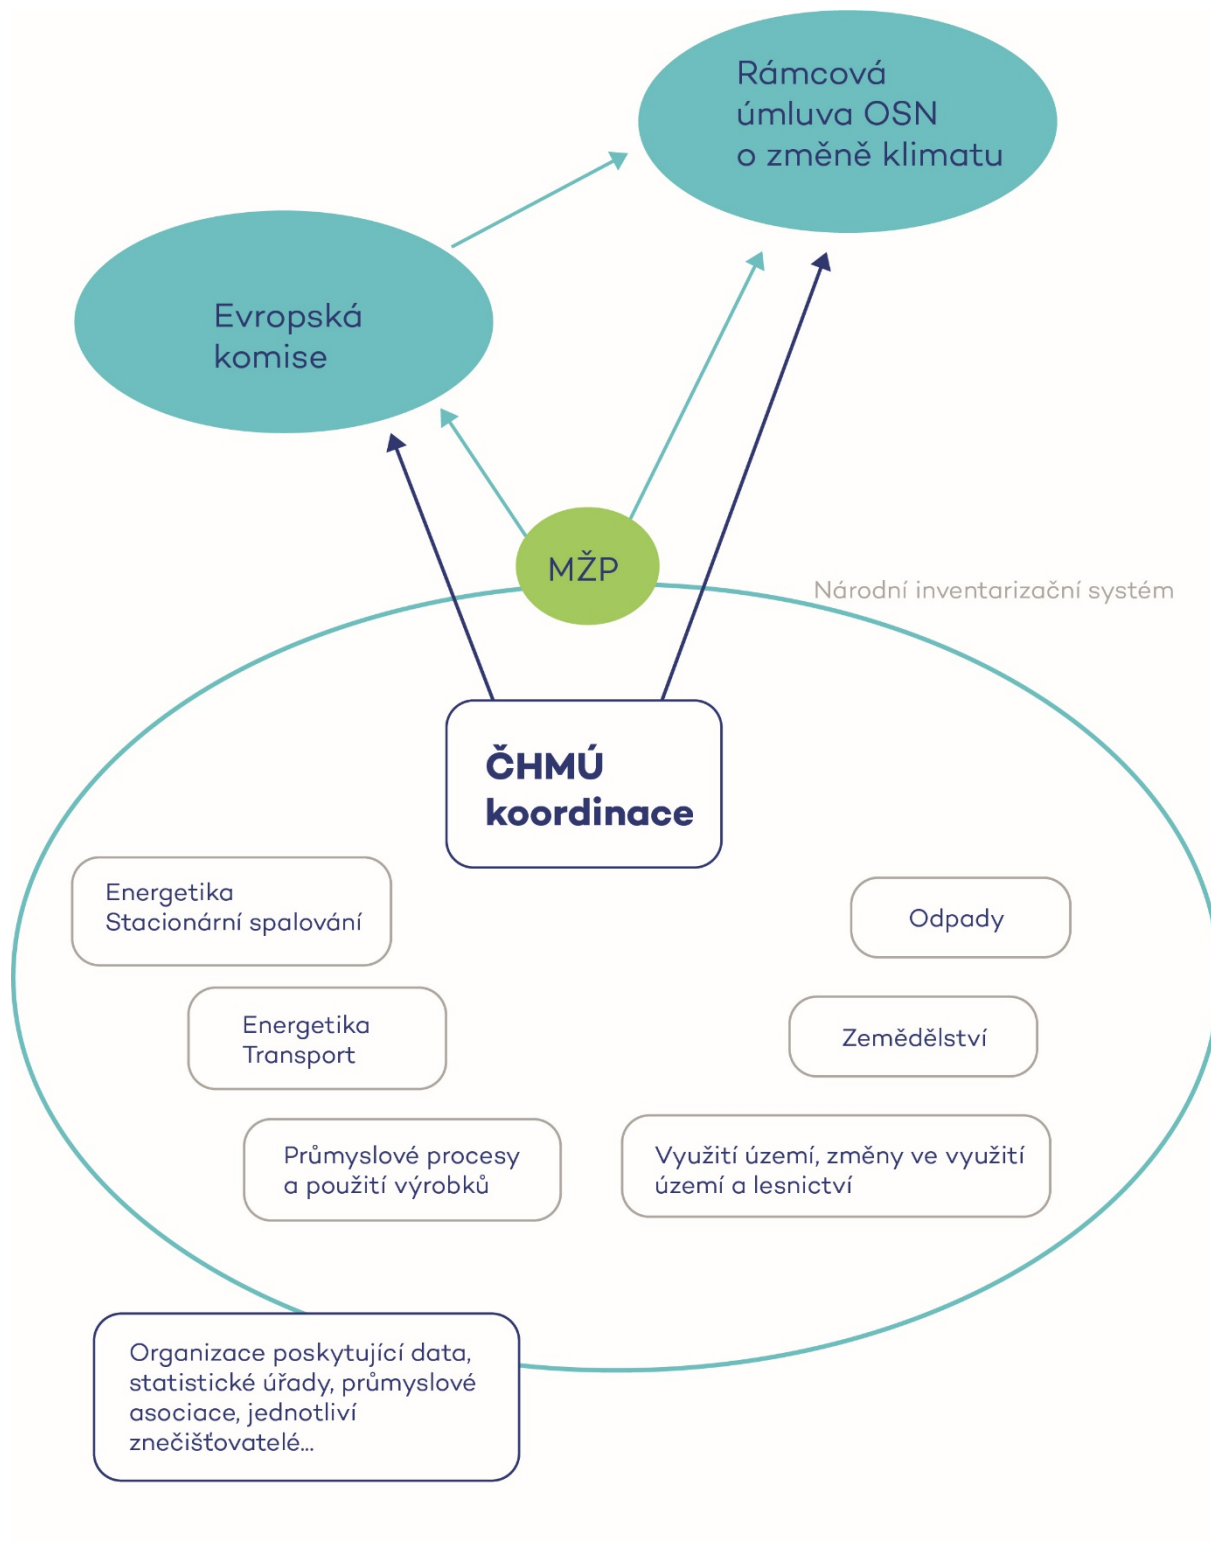 Rámcová
úmluva OSN
o změně klimatu
Evropská
komise
MŽP
Národní inventarizační systém
ČHMÚ
koordinace
Energetika
Stacionární spalování
Odpady
Energetika
Transport
Zemědělství
Průmyslové procesy
a použití výrobků
Využití území, změny ve využití
území a lesnictví
Organizace poskytující data,
statistické úřady, průmyslové
asociace, jednotliví
znečišťovatelé...